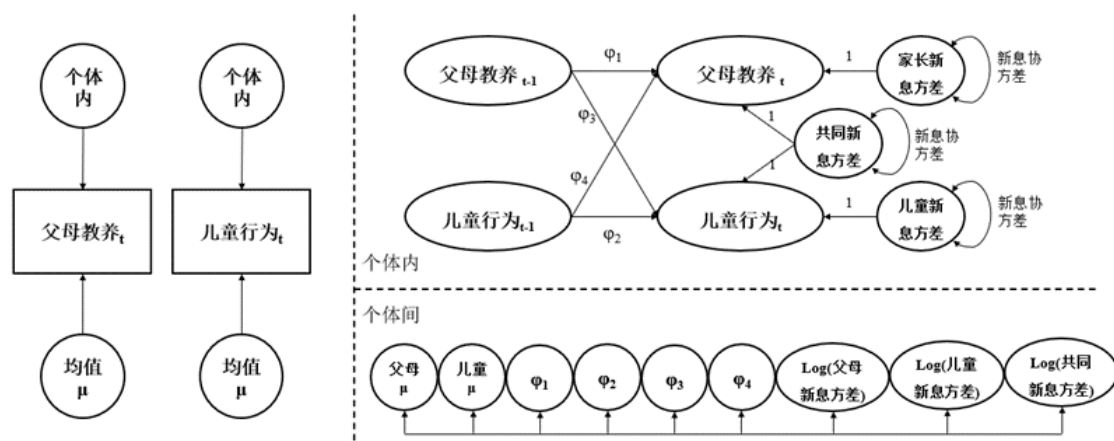 个体
内
个体
内
父母教养t
儿童行为t
均值
μ
均值
μ
父母教养 t-1
φ1
父母教养 t
1
家长新
息方差
新息协
方差
φ3
1
共同新
息方差
新息协
方差
φ4
1
儿童行为t-1
φ2
儿童行为t
1
儿童新
息方差
新息协
方差
个体内
个体间
父母
μ
儿童
μ
φ1
φ2
φ3
φ4
Log(父母
新息方差)
Log(儿童
新息方差)
Log(共同
新息方差)